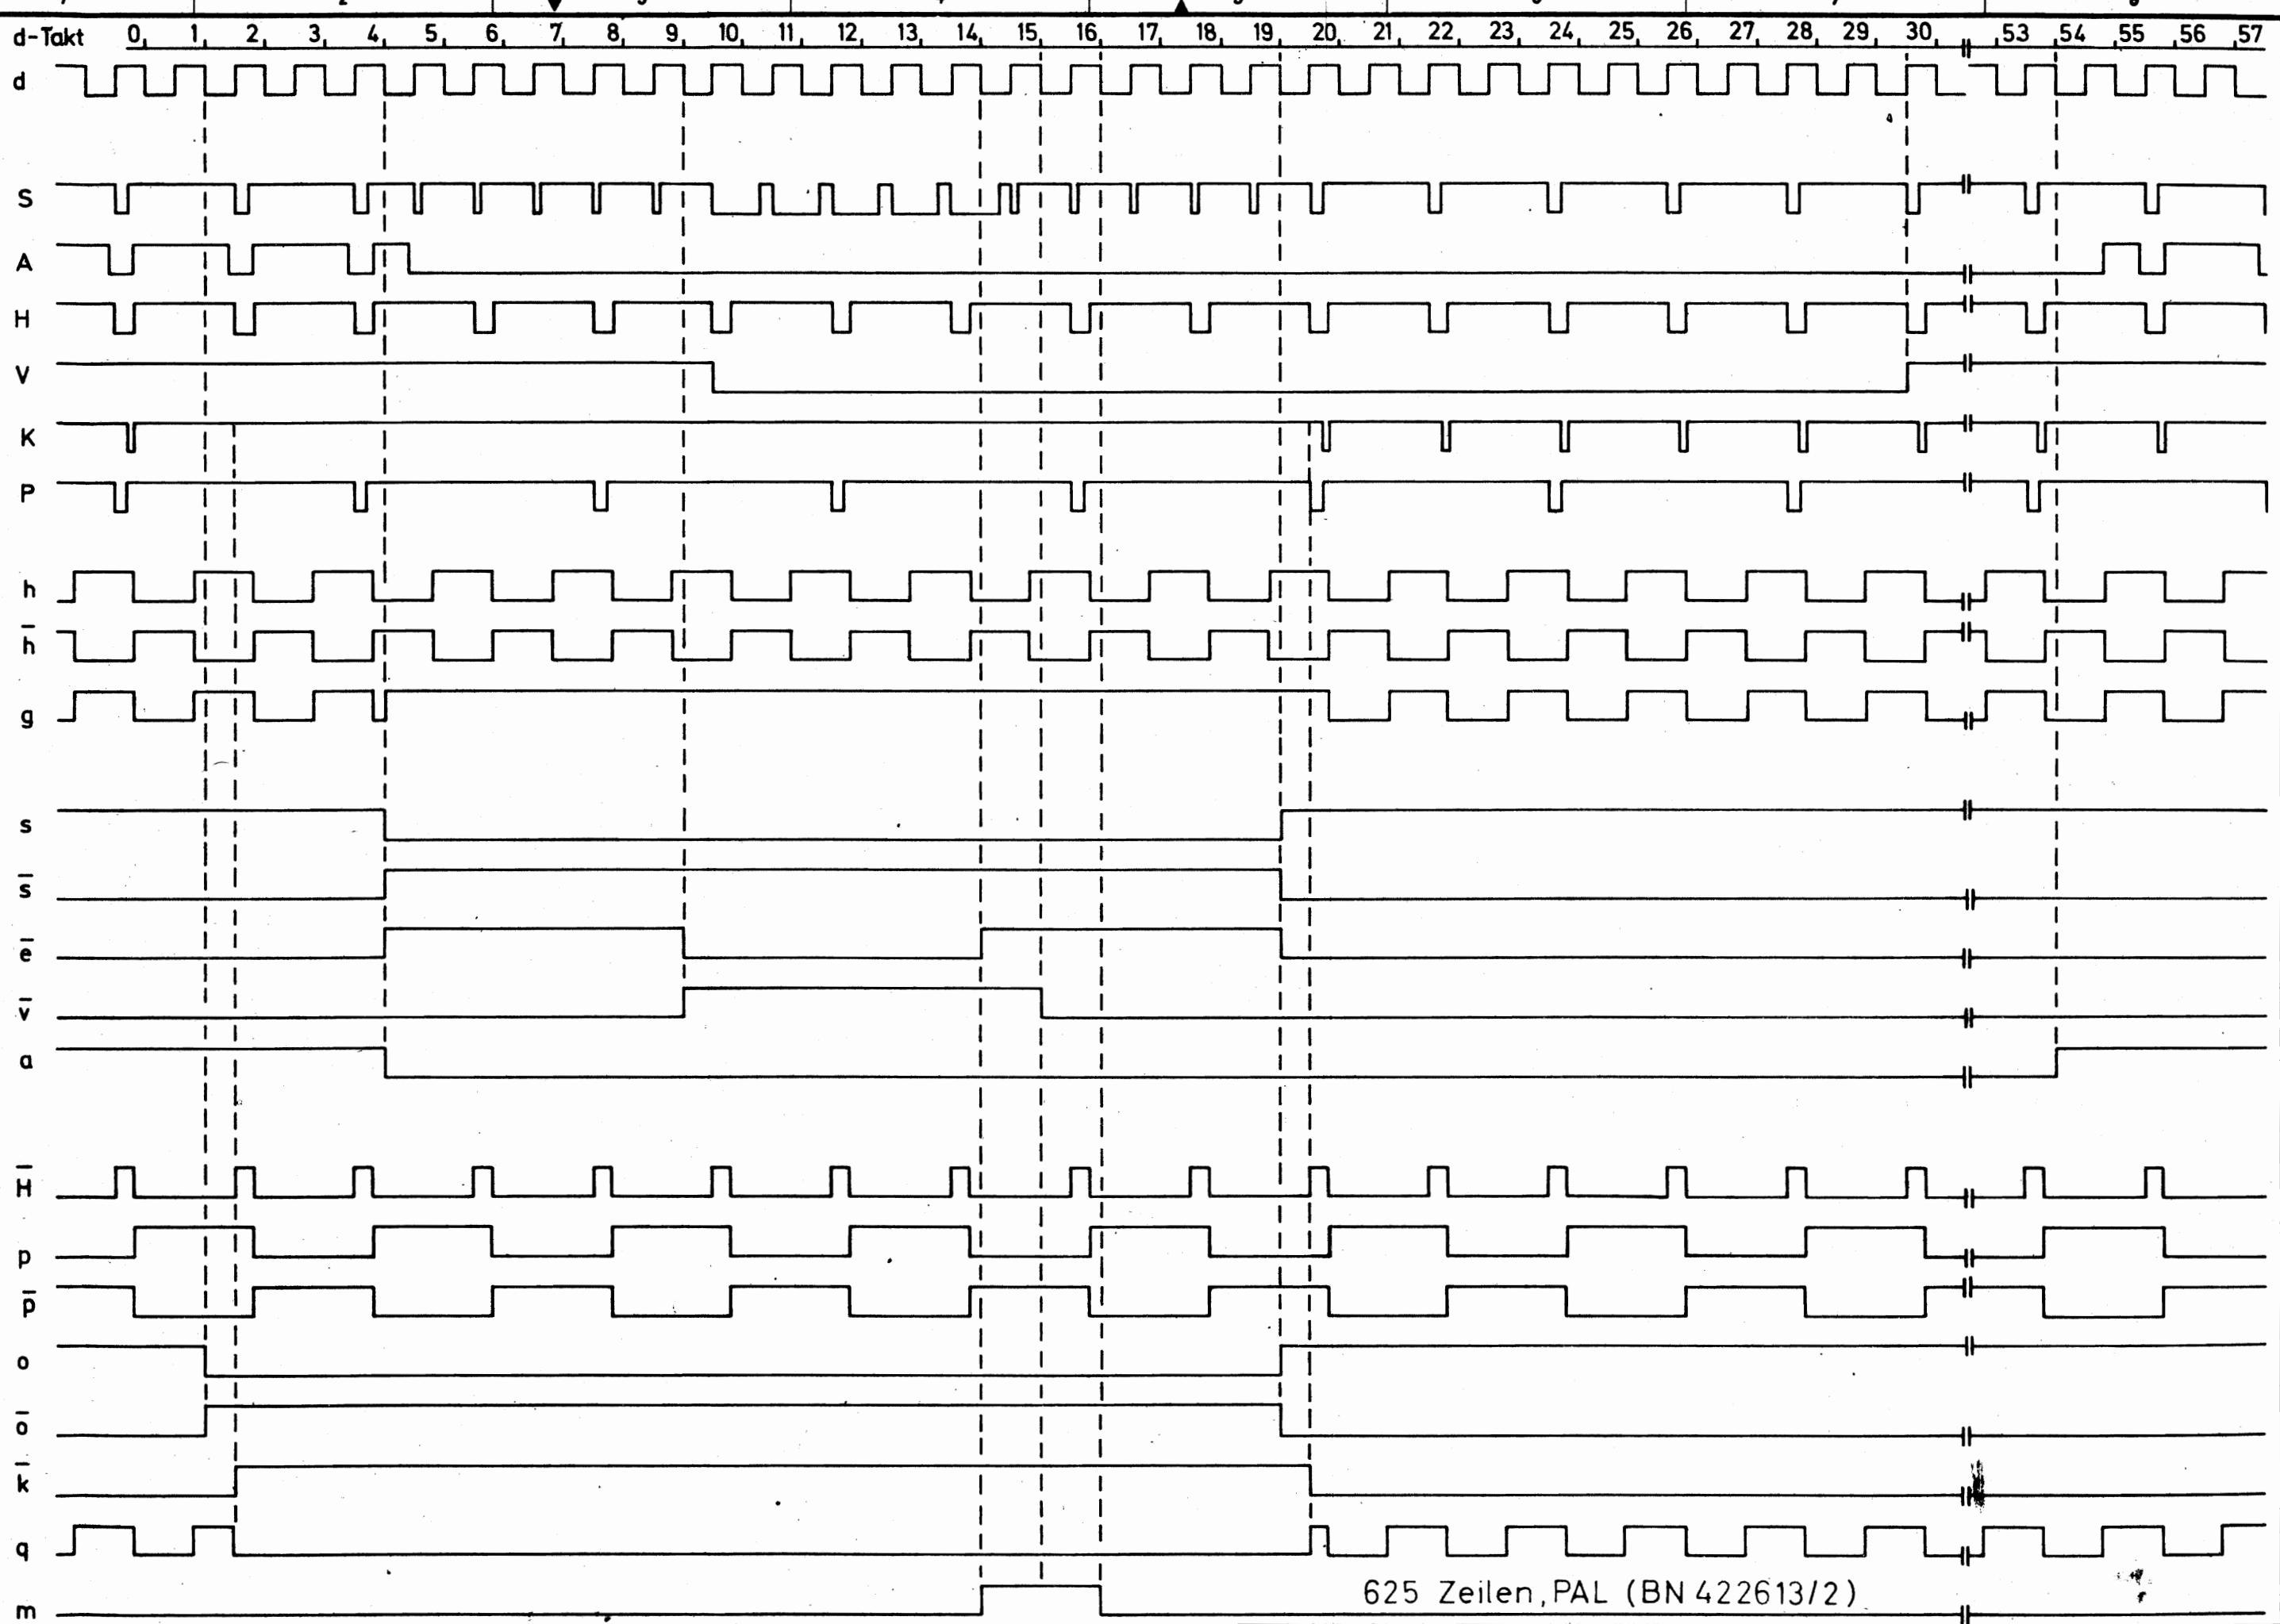 d-Takt 0 1 2 3 4 5 6 7 8 9 10 11 12 13 14 15 16 17 18 19 20 21 22 23 24 25 26 27 28 29 30 53 54 55 56 57
d
S
A
H
V
K
P
h
h̅
g
s
s̅
e̅
v̅
a
H̅
p
p̅
o
o̅
k̅
q
625 Zeilen, PAL (BN 422613/2)
m